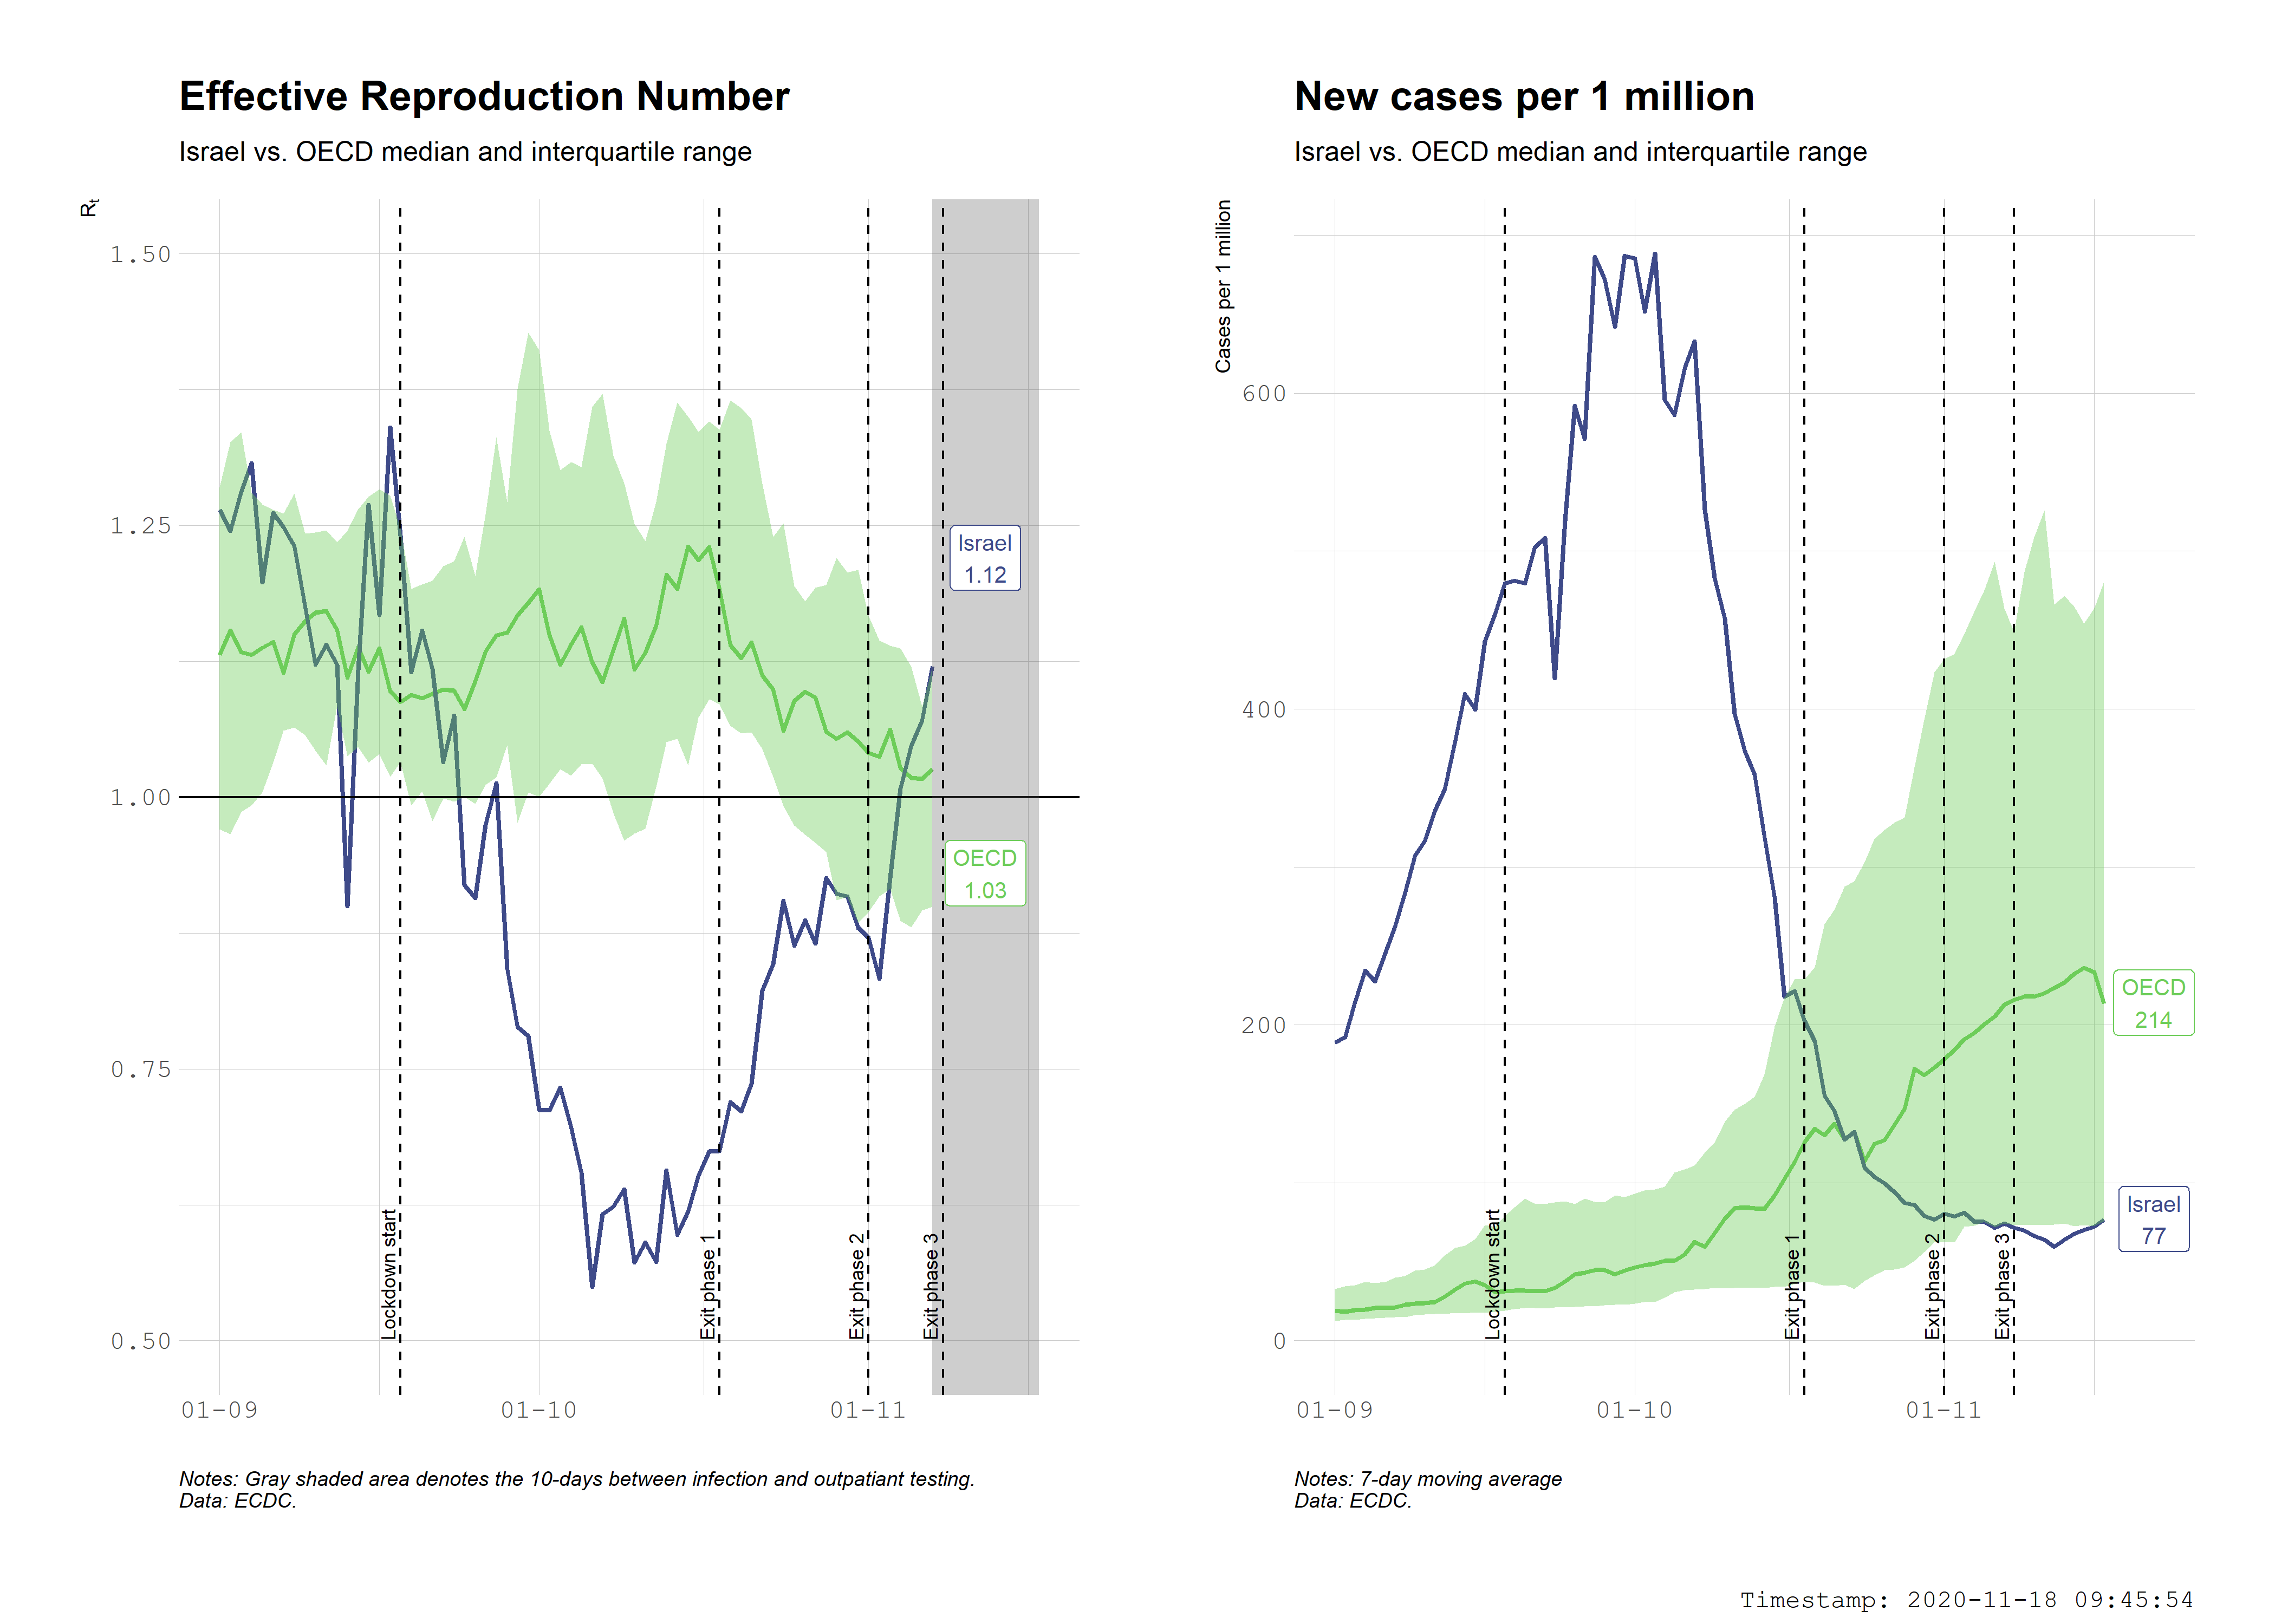 Effective Reproduction Number
Israel vs. OECD median and interquartile range
Rt
1.50
1.25
1.00
0.75
0.50
Israel
1.12
OECD
1.03
Lockdown start
Exit phase 1
Exit phase 2
Exit phase 3
01-09
01-10
01-11
Notes: Gray shaded area denotes the 10-days between infection and outpatiant testing.
Data: ECDC.
New cases per 1 million
Israel vs. OECD median and interquartile range
Cases per 1 million
600
400
200
0
OECD
214
Israel
77
Lockdown start
Exit phase 1
Exit phase 2
Exit phase 3
01-09
01-10
01-11
Notes: 7-day moving average
Data: ECDC.
Timestamp: 2020-11-18 09:45:54